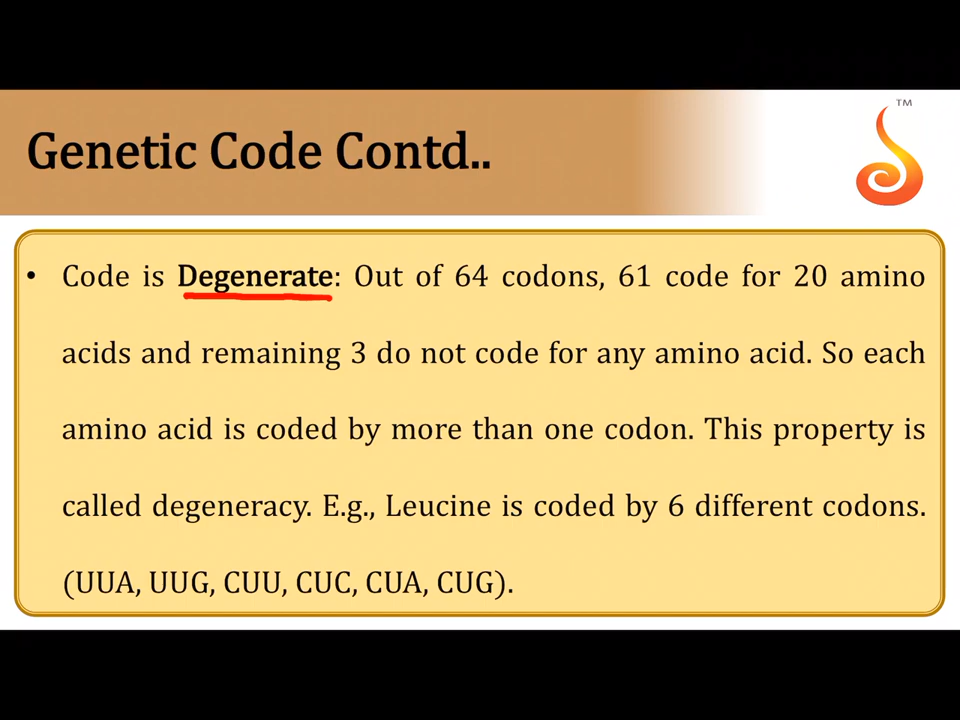 TM
Genetic Code Contd..
• Code is Degenerate: Out of 64 codons, 61 code for 20 amino
acids and remaining 3 do not code for any amino acid. So each
amino acid is coded by more than one codon. This property is
called degeneracy. E.g., Leucine is coded by 6 different codons.
(UUA, UUG, CUU, CUC, CUA, CUG).